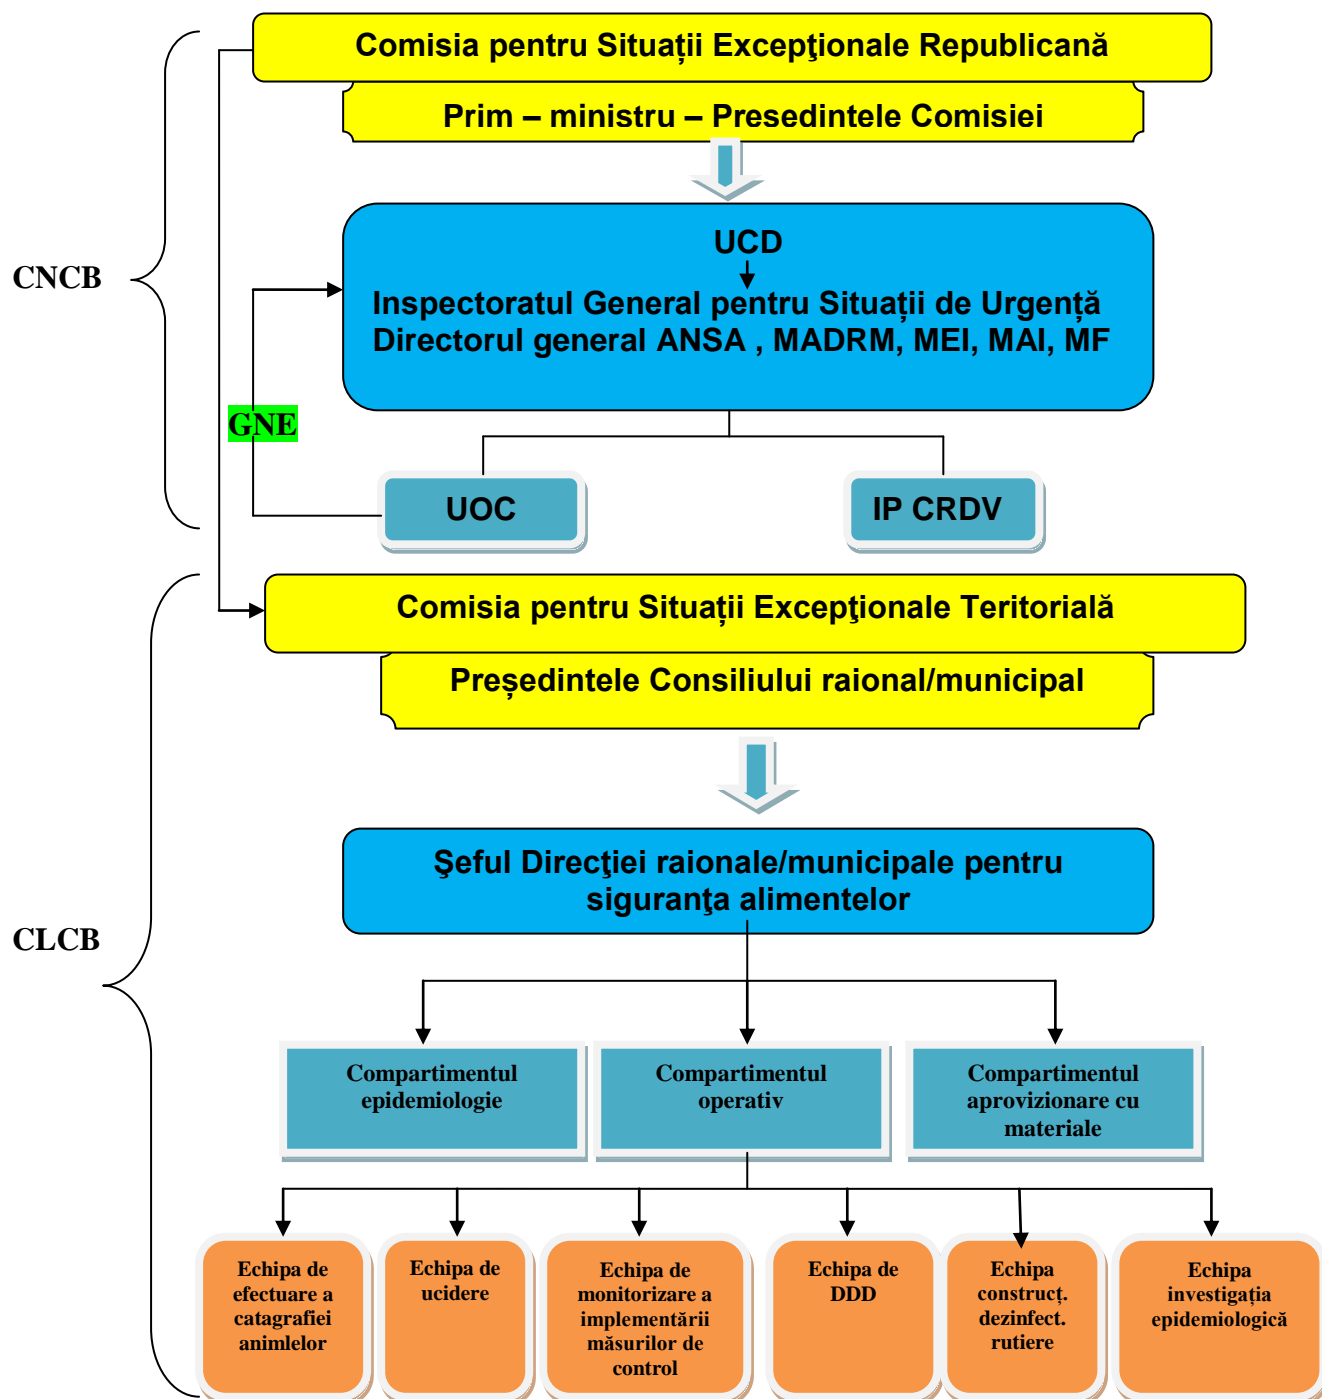 Comisia pentru Situații Excepţionale Republicană
Prim – ministru – Presedintele Comisiei
UCD
CNCB
Inspectoratul General pentru Situații de Urgență
Directorul general ANSA , MADRM, MEI, MAI, MF
GNE
UOC
IP CRDV
Comisia pentru Situații Excepţionale Teritorială
Președintele Consiliului raional/municipal
Şeful Direcţiei raionale/municipale pentru
siguranţa alimentelor
CLCB
Compartimentul
epidemiologie
Compartimentul
operativ
Compartimentul
aprovizionare cu
materiale
Echipa de
efectuare a
catagrafiei
animlelor
Echipa de
ucidere
Echipa de
monitorizare a
implementării
măsurilor de
control
Echipa de
DDD
Echipa
construcț.
dezinfect.
rutiere
Echipa
investigația
epidemiologică